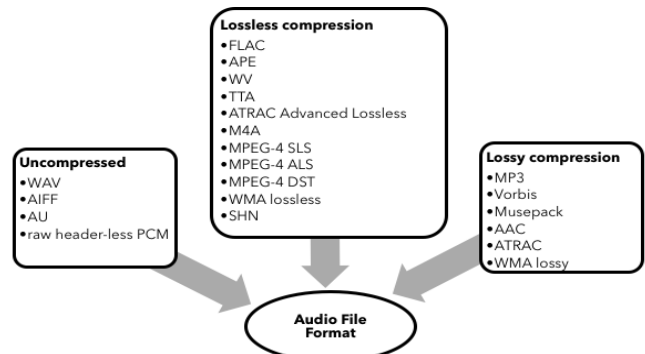 Lossless compression
•FLAC
•APE
•WV
•TTA
•ATRAC Advanced Lossless
•M4A
•MPEG-4 SLS
•MPEG-4 ALS
•MPEG-4 DST
•WMA lossless
•SHN
Uncompressed
•WAV
•AIFF
•AU
•raw header-less PCM
Lossy compression
•MP3
•Vorbis
•Musepack
•AAC
•ATRAC
•WMA lossy
Audio File
Format